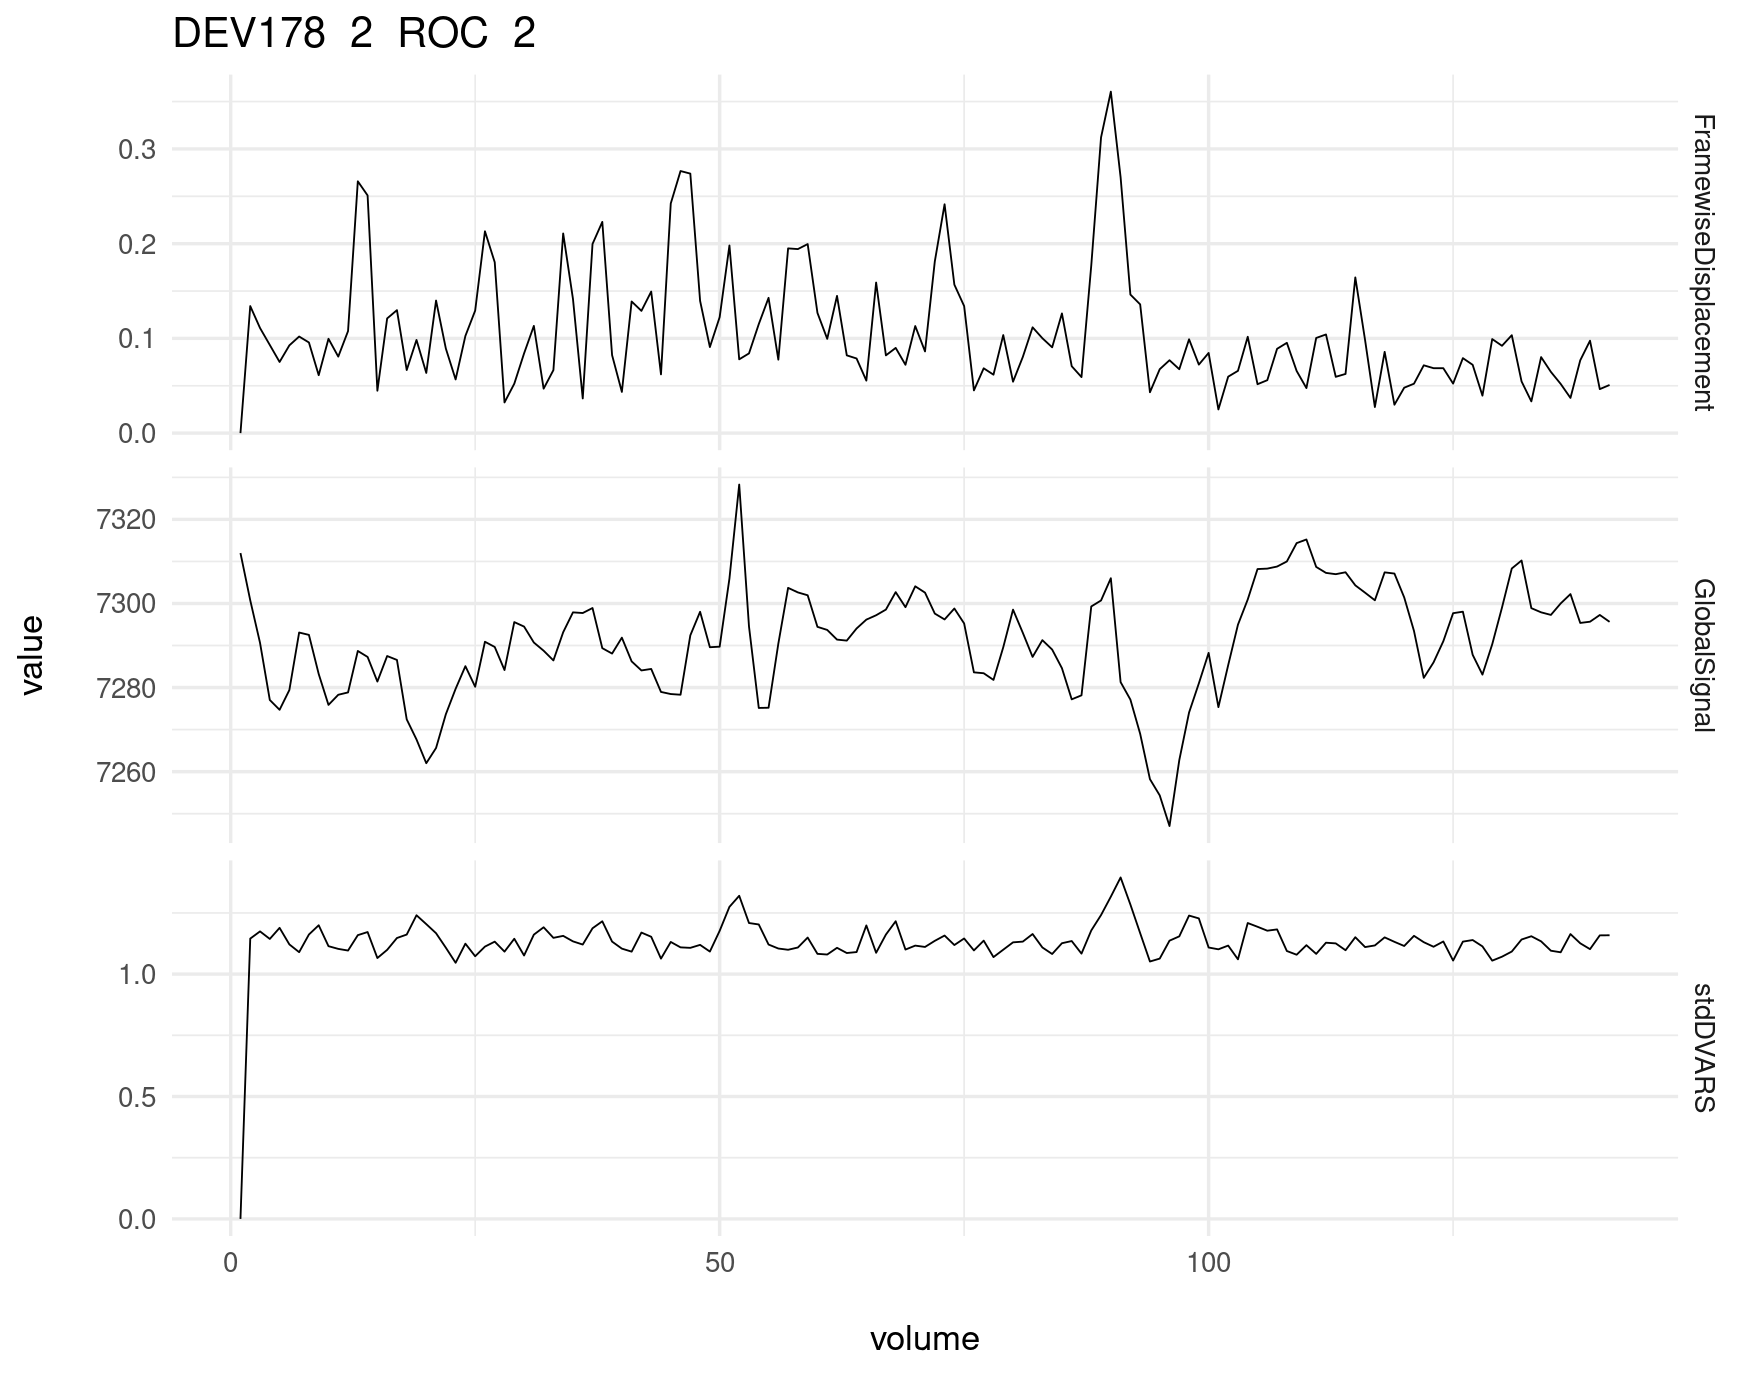 DEV178 2 ROC 2
0.3
0.2
0.1
0.0
FramewiseDisplacement
7320
7300
7280
7260
GlobalSignal
value
1.0
0.5
0.0
stdDVARS
0 50 100
volume